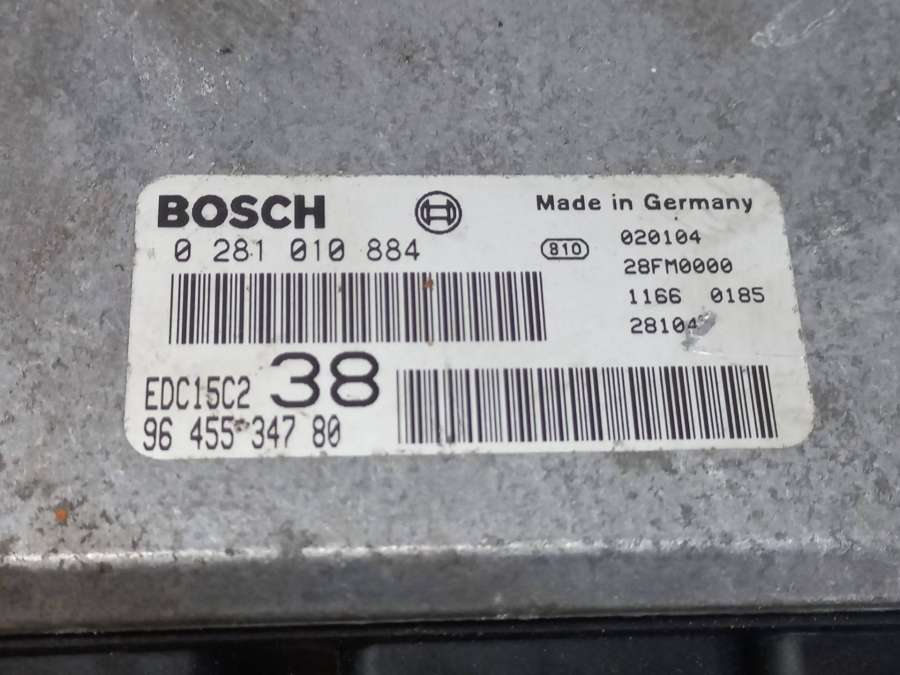 BOSCH
Made in Germany
0 281 010 884
810
020104
28FM0000
1166 0185
EDC15C2
38
96 455 347 80